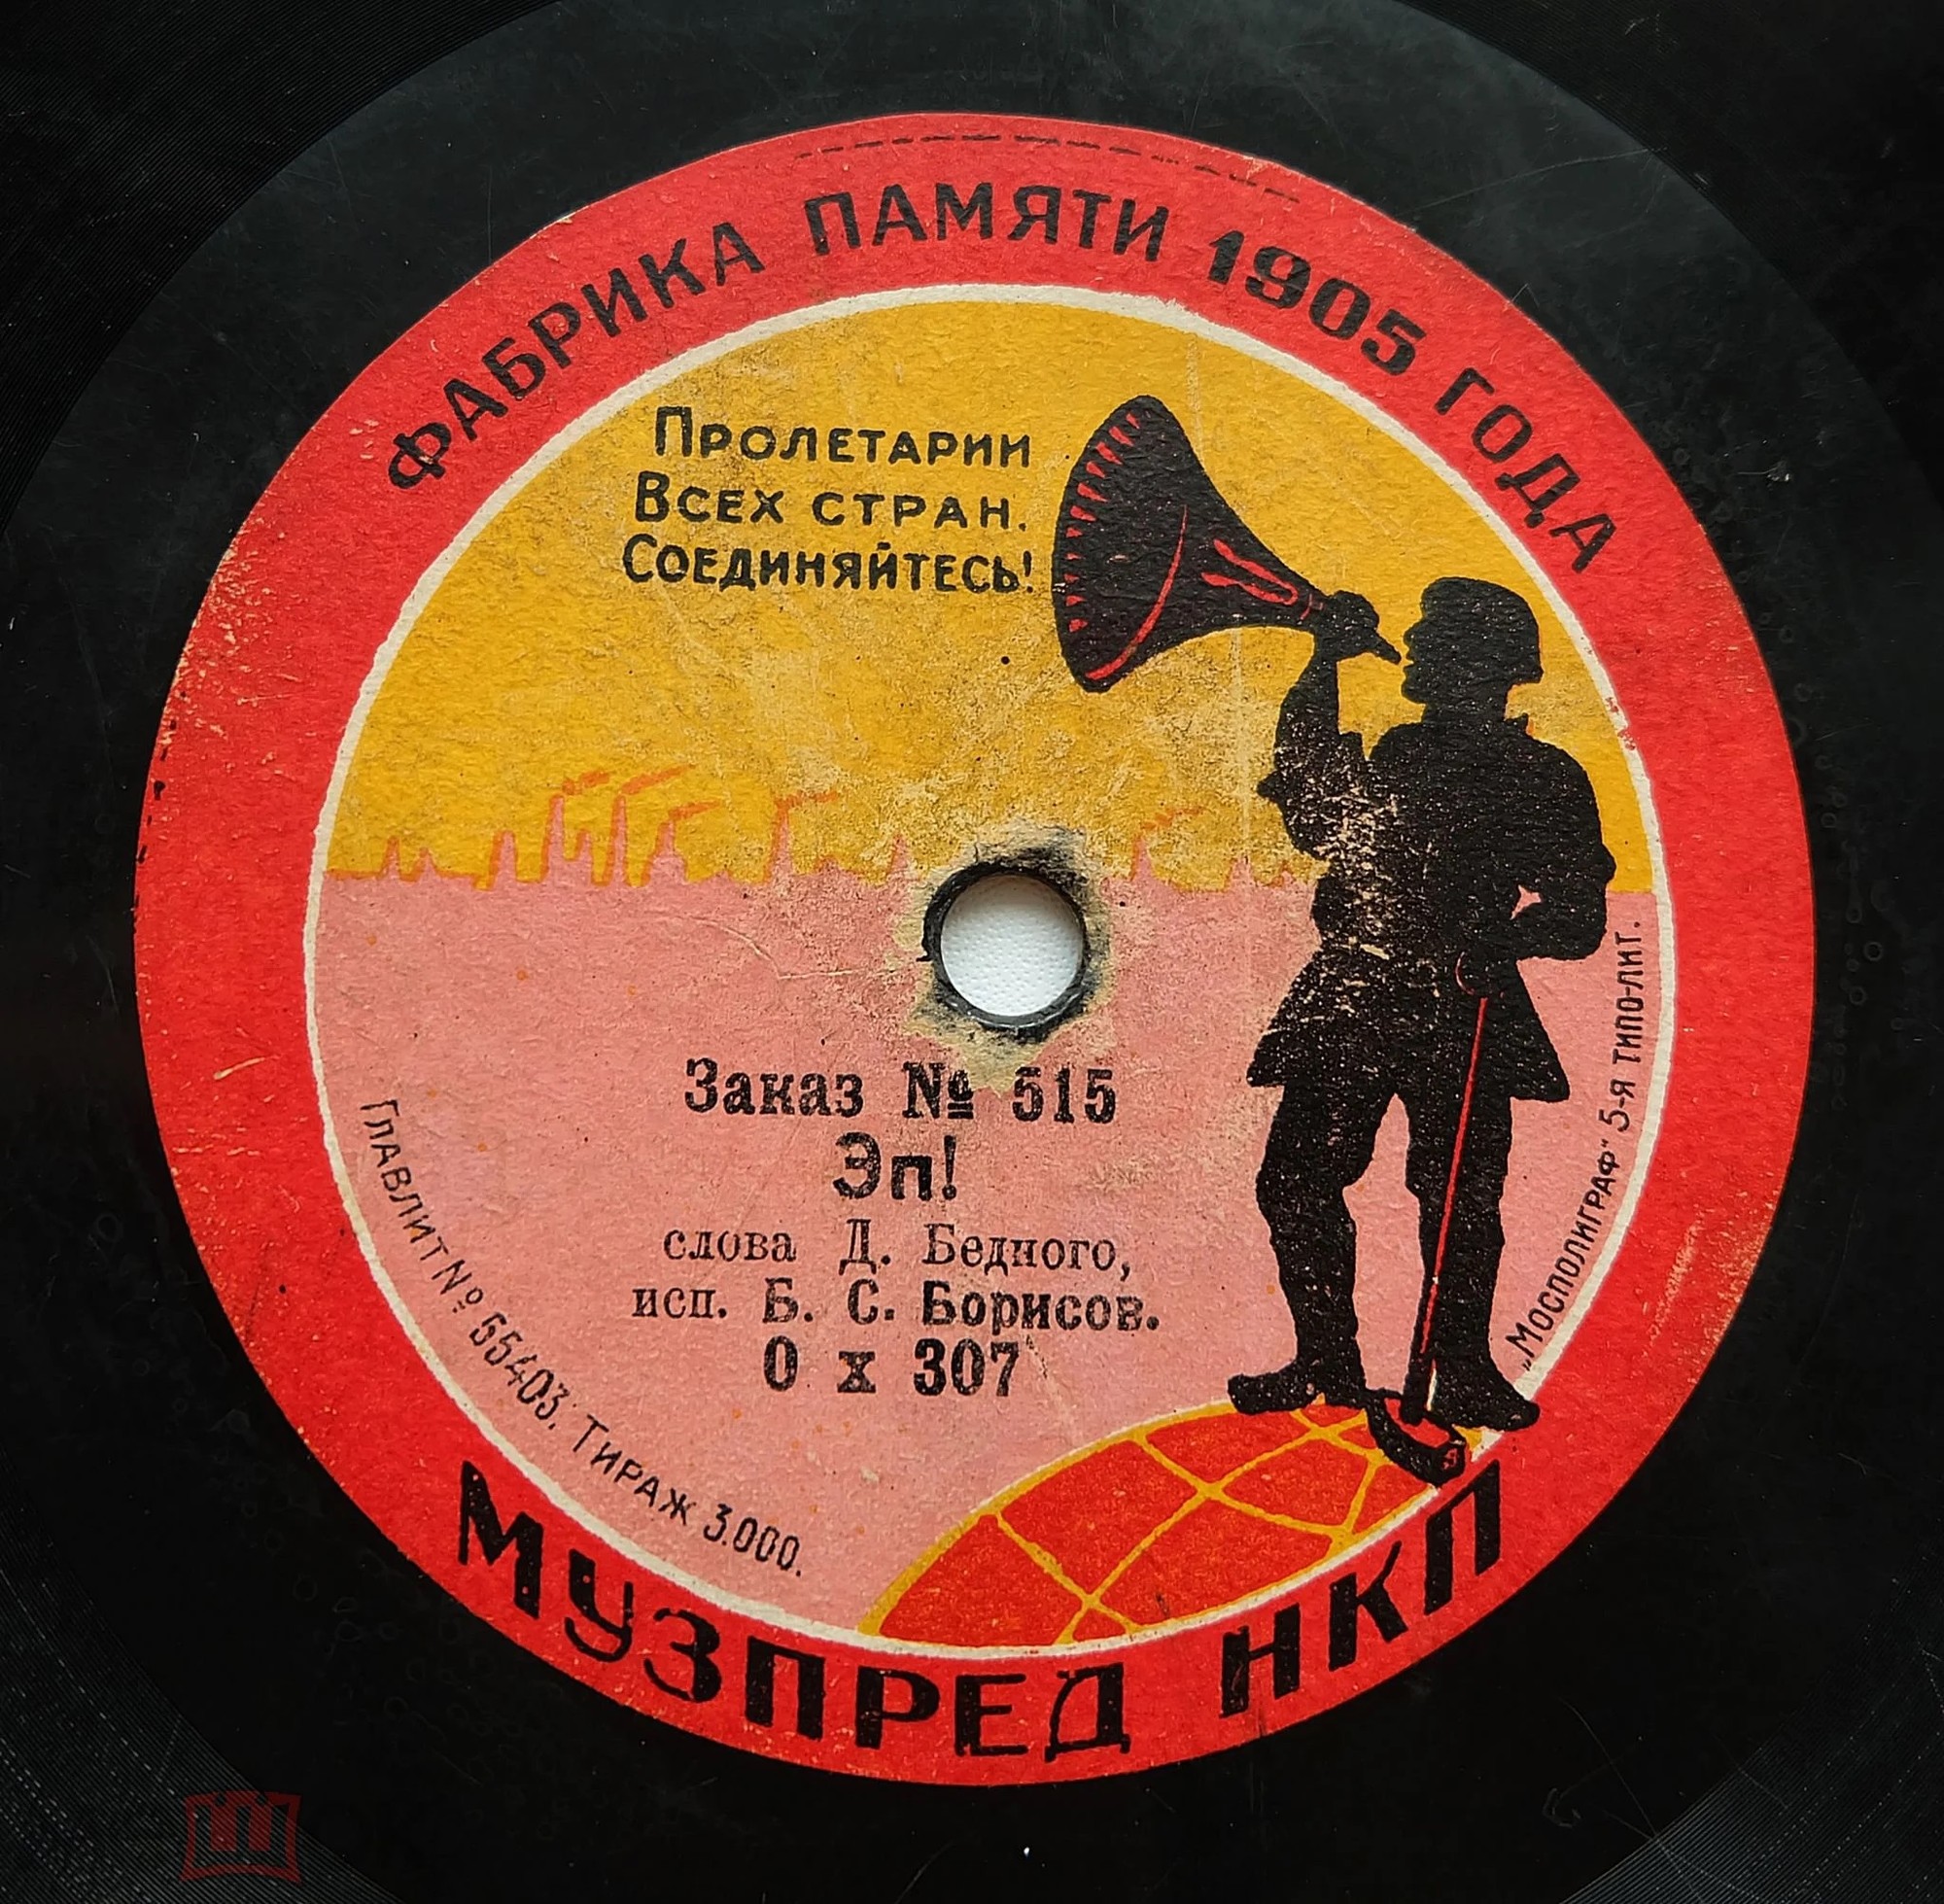 ФАБРИКА ПАМЯТИ 1905 ГОДА
Пролетарии
Всех стран.
Соединяйтесь!
Заказ № 515
Эп!
слова Д. Бедного,
исп. Б. С. Борисов.
0 x 307
Главлит № 55403. Тираж 3.000.
„Мосполиграф" 5-я типо-лит.
МУЗПРЕД НКП